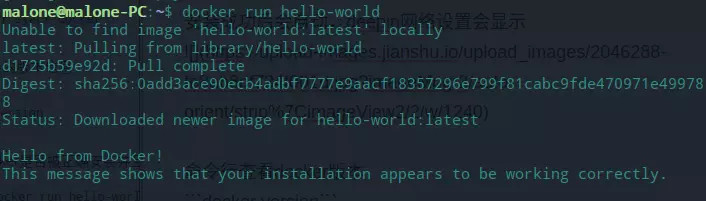 malone@malone-PC:~$ docker run hello-world
Unable to find image 'hello-world:latest' locally
latest: Pulling from library/hello-world
d1725b59e92d: Pull complete
Digest: sha256:0add3ace90ecb4adbf7777e9aacf18357296e799f81cabc9fde470971e49978
8
Status: Downloaded newer image for hello-world:latest
Hello from Docker!
This message shows that your installation appears to be working correctly.